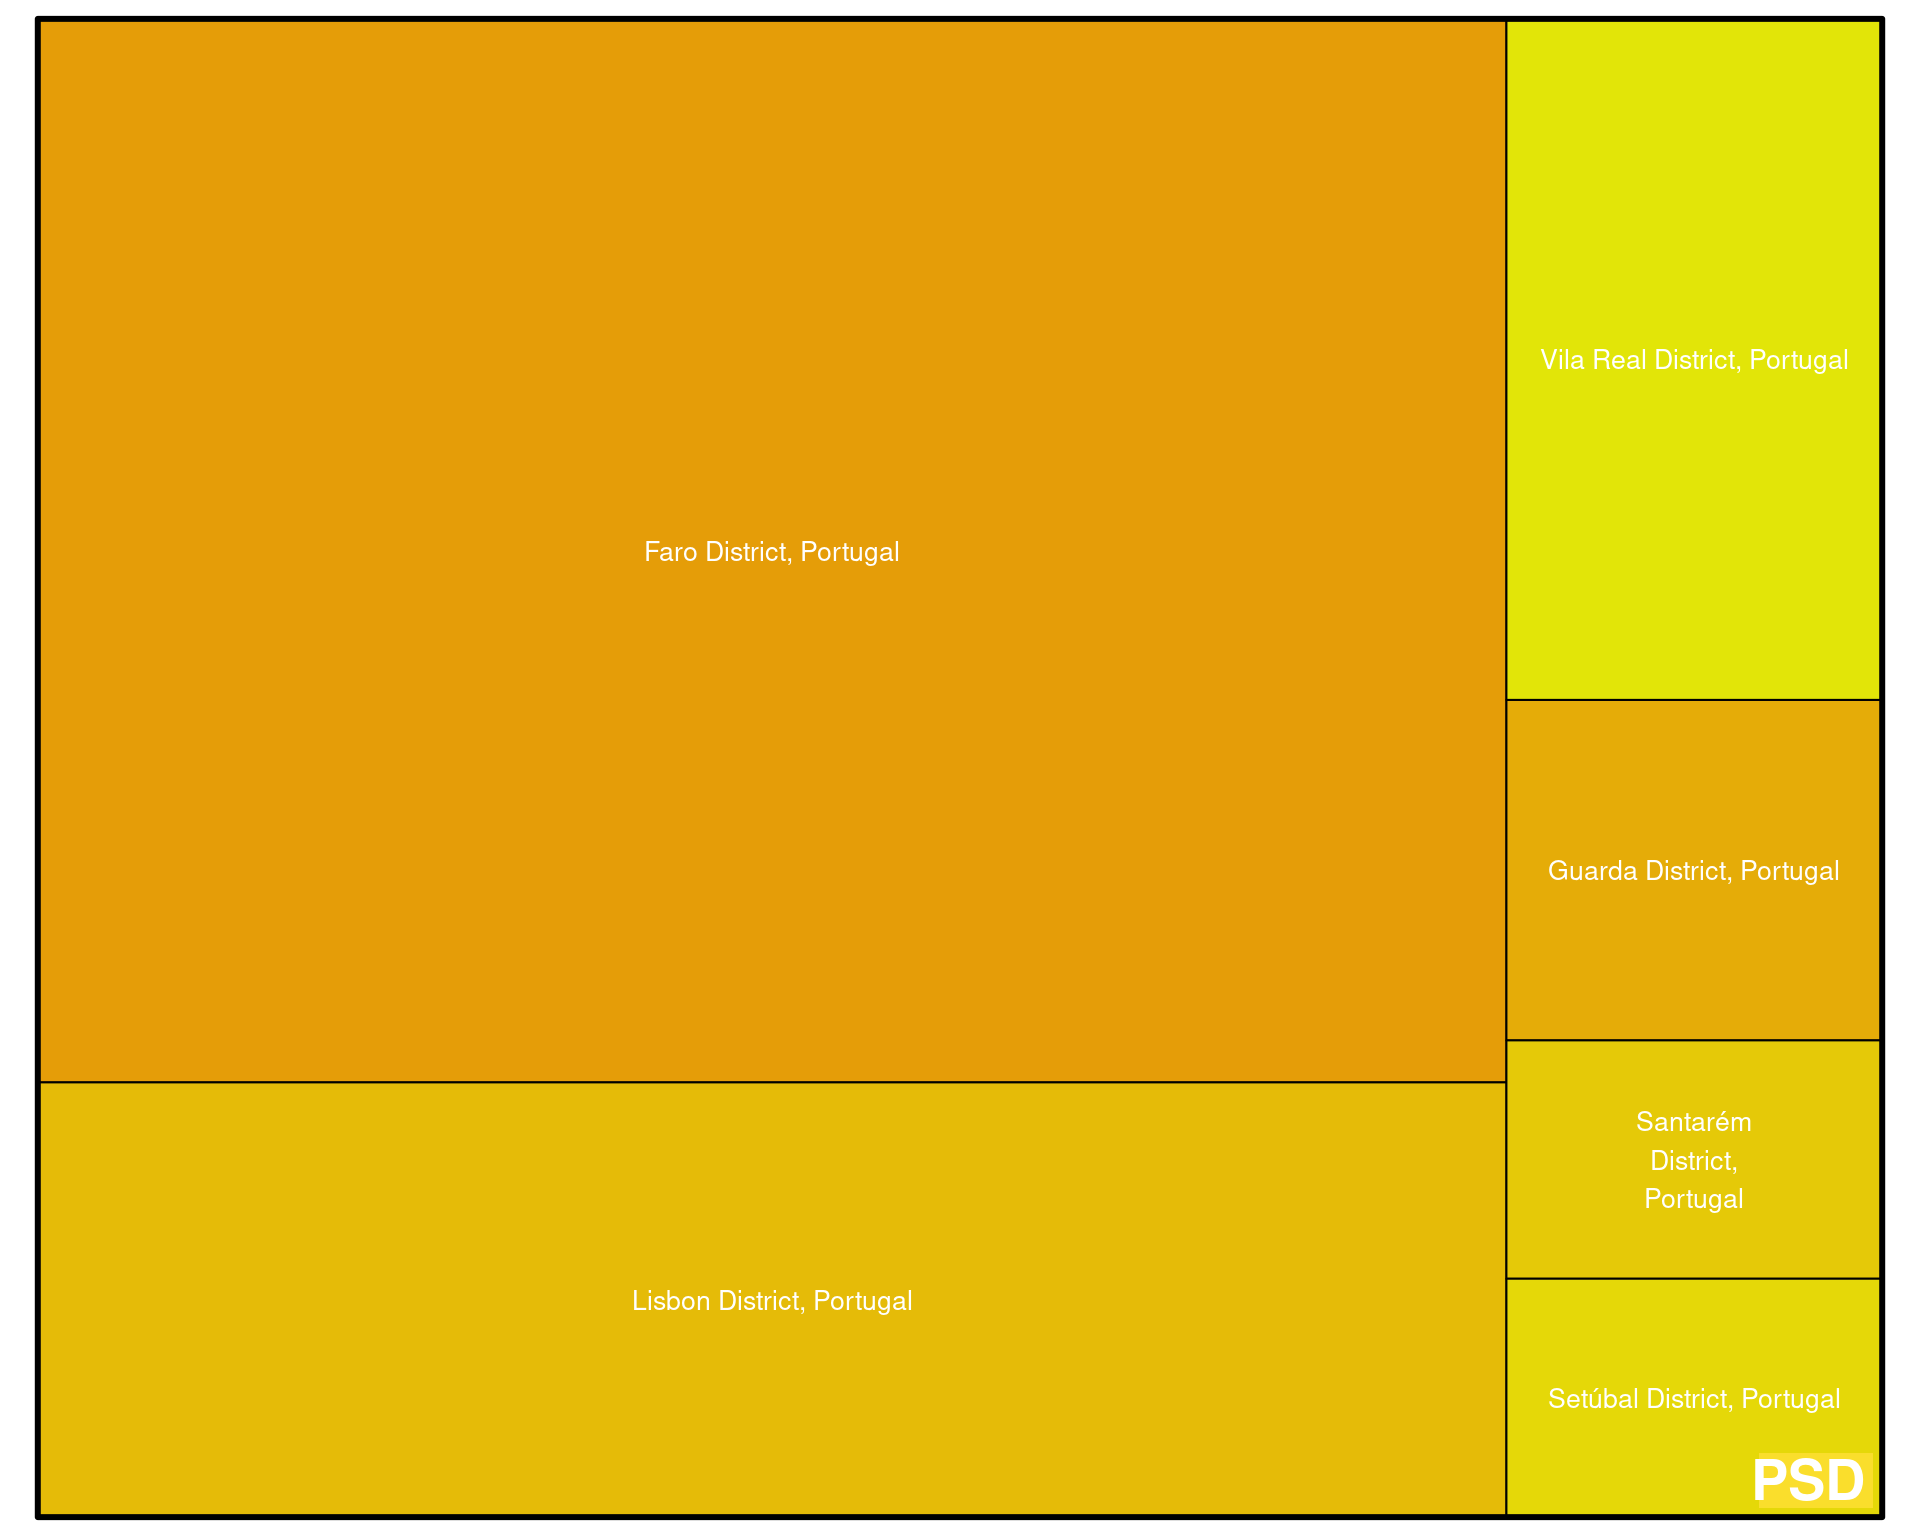 Faro District, Portugal
Lisbon District, Portugal
Vila Real District, Portugal
Guarda District, Portugal
Santarém
District,
Portugal
Setúbal District, Portugal
PSD